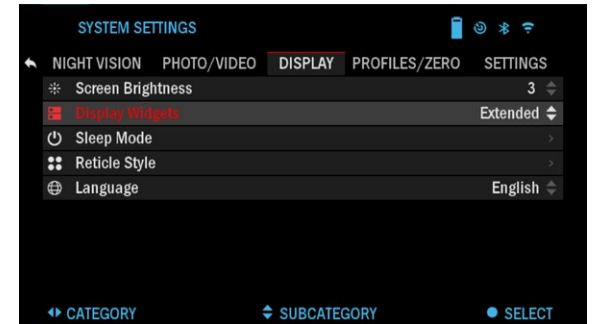 SYSTEM SETTINGS
NIGHT VISION PHOTO/VIDEO DISPLAY PROFILES/ZERO SETTINGS
Screen Brightness 3
Display Widgets Extended
Sleep Mode
Reticle Style
Language English
CATEGORY SUBCATEGORY SELECT